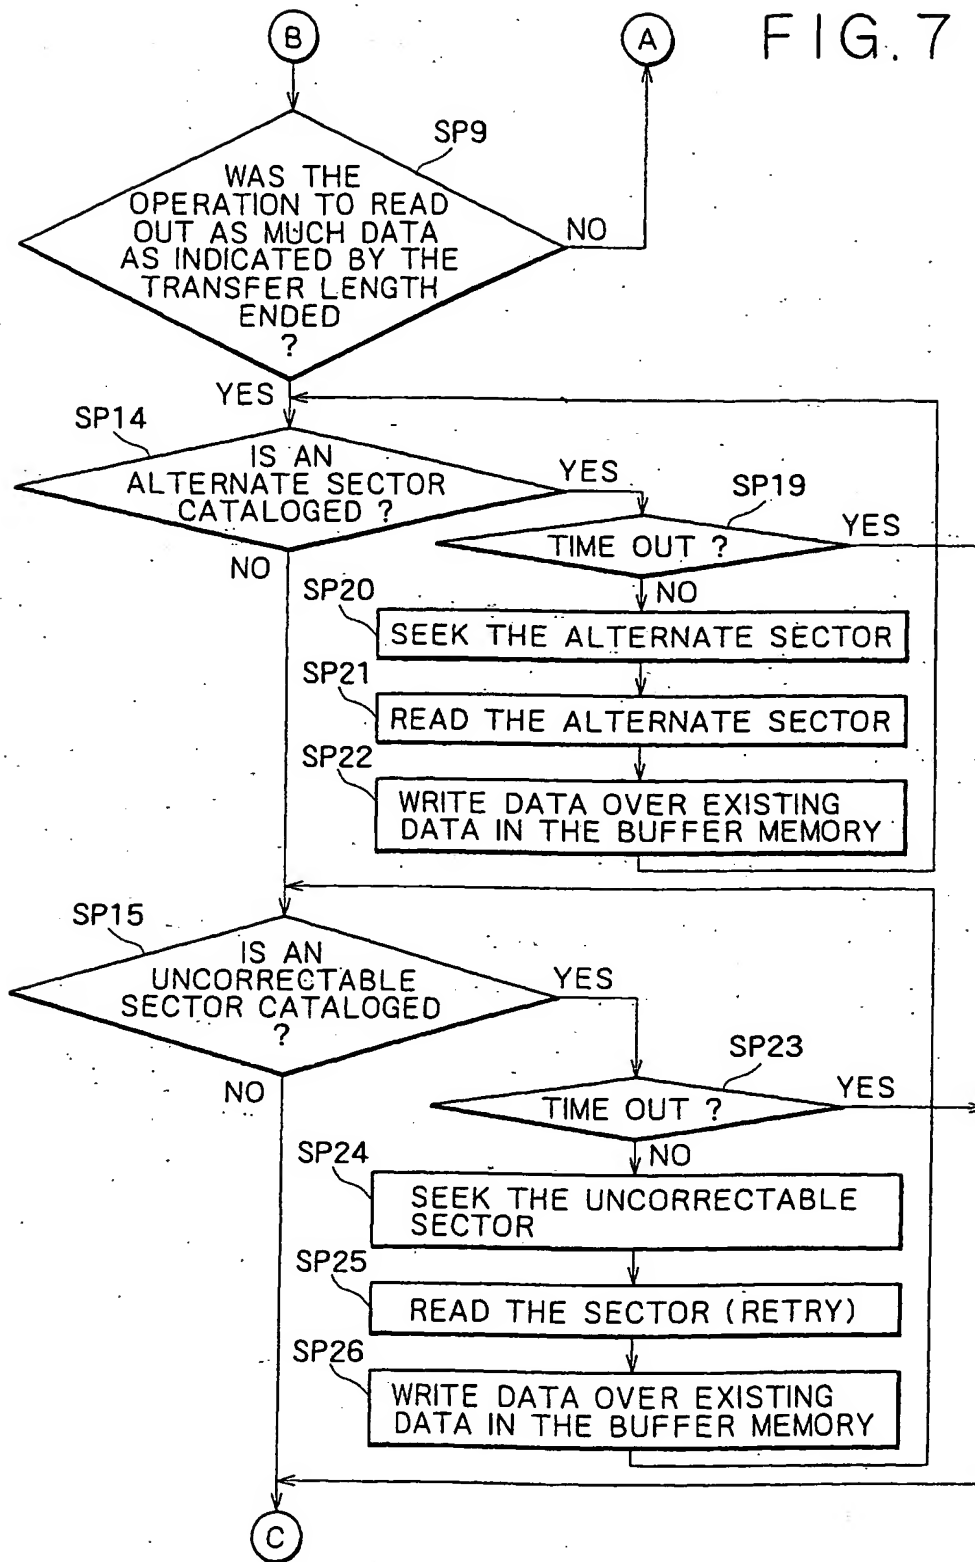 B
A
FIG. 7
SP9
WAS THE
OPERATION TO READ
OUT AS MUCH DATA
AS INDICATED BY THE
TRANSFER LENGTH
ENDED
?
NO
YES
SP14
IS AN
ALTERNATE SECTOR
CATALOGED ?
YES
SP19
YES
TIME OUT ?
NO
NO
SP20
SEEK THE ALTERNATE SECTOR
SP21
READ THE ALTERNATE SECTOR
SP22
WRITE DATA OVER EXISTING
DATA IN THE BUFFER MEMORY
SP15
IS AN
UNCORRECTABLE
SECTOR CATALOGED
?
YES
SP23
YES
TIME OUT ?
NO
NO
SP24
SEEK THE UNCORRECTABLE
SECTOR
SP25
READ THE SECTOR (RETRY)
SP26
WRITE DATA OVER EXISTING
DATA IN THE BUFFER MEMORY
C